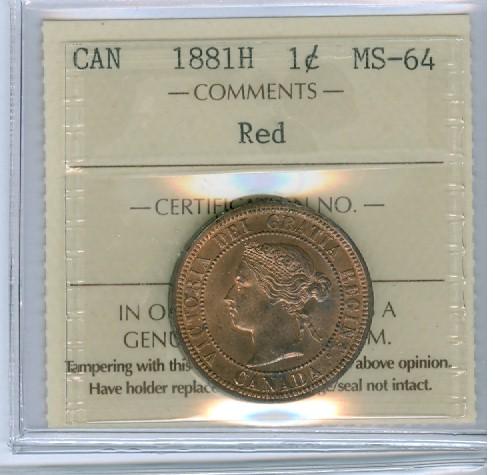 CAN 1881H 1¢ MS-64
— COMMENTS —
Red
— CERTIFI N NO. —
IN O A
GENU M.
Tampering with this above opinion.
Have holder replac e/seal not intact.
VICTORIA DEI GRATIA REGINA
CANADA